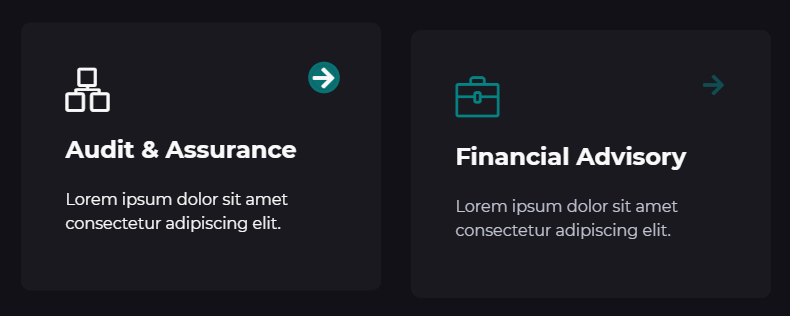 Audit & Assurance
Lorem ipsum dolor sit amet
consectetur adipiscing elit.
Financial Advisory
Lorem ipsum dolor sit amet
consectetur adipiscing elit.